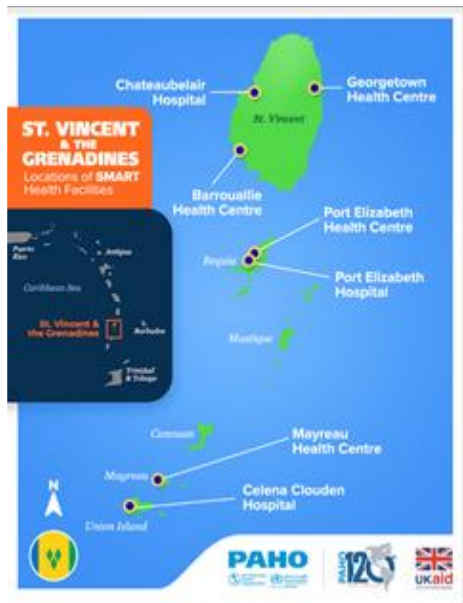 Chateaubelair
Hospital
Georgetown
Health Centre
St. Vincent
ST. VINCENT
& THE
GRENADINES
Locations of SMART
Health Facilities
Barrouallie
Health Centre
Port Elizabeth
Health Centre
Bequia
Port Elizabeth
Hospital
Puerto
Rico
Antigua
Caribbean Sea
St. Vincent &
the Grenadines
Barbados
Trinidad
& Tobago
Mustique
Canouan
Mayreau
Mayreau
Health Centre
Celena Clouden
Hospital
Union Island
N
PAHO
PAHO
120
UKaid